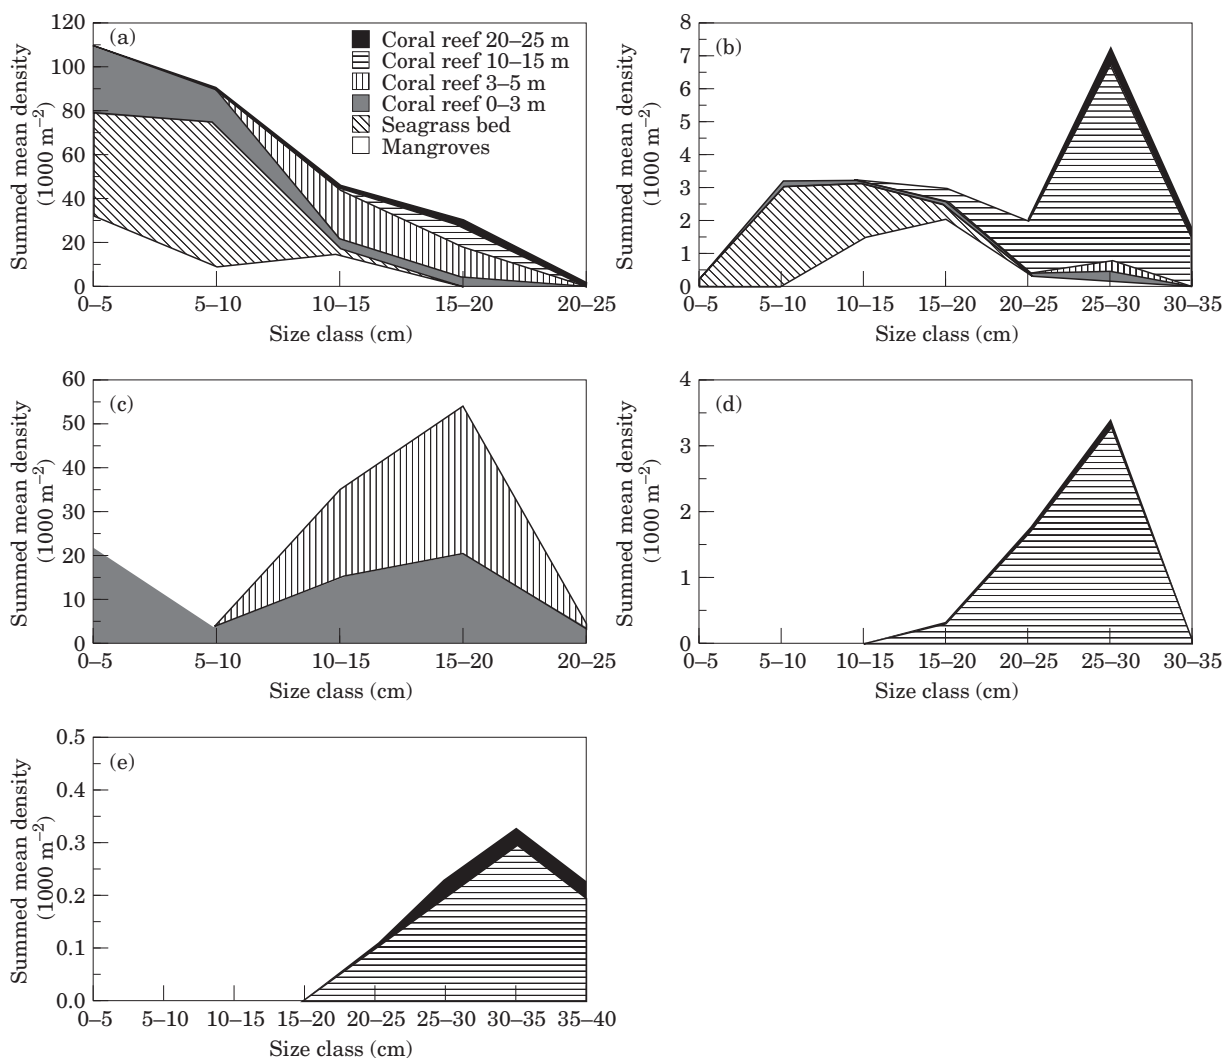 120
100
80
60
40
20
0
Summed mean density
(1000 m⁻²)
(a)
Coral reef 20–25 m
Coral reef 10–15 m
Coral reef 3–5 m
Coral reef 0–3 m
Seagrass bed
Mangroves
0–5 5–10 10–15 15–20 20–25
Size class (cm)
8
7
6
5
4
3
2
1
0
Summed mean density
(1000 m⁻²)
(b)
0–5 5–10 10–15 15–20 20–25 25–30 30–35
Size class (cm)
60
50
40
30
20
10
0
Summed mean density
(1000 m⁻²)
(c)
0–5 5–10 10–15 15–20 20–25
Size class (cm)
4
3
2
1
0
Summed mean density
(1000 m⁻²)
(d)
0–5 5–10 10–15 15–20 20–25 25–30 30–35
Size class (cm)
0.5
0.4
0.3
0.2
0.1
0.0
Summed mean density
(1000 m⁻²)
(e)
0–5 5–10 10–15 15–20 20–25 25–30 30–35 35–40
Size class (cm)